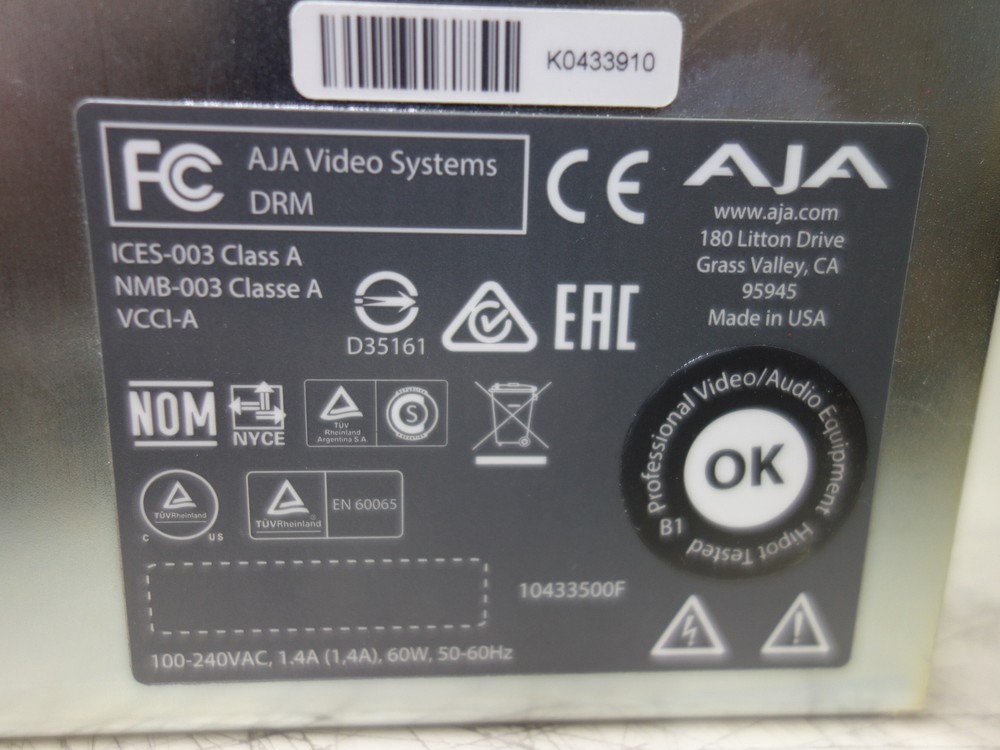 K0433910
FC AJA Video Systems
DRM
CE
AJA
www.aja.com
180 Litton Drive
Grass Valley, CA
95945
Made in USA
ICES-003 Class A
NMB-003 Classe A
VCCI-A
D35161
EAC
NOM
NYCE
TÜV
Rheinland
Argentina S.A.
S
TÜVRheinland
C US
TÜVRheinland®
EN 60065
Professional Video/Audio Equipment
OK
B1
Hipot Tested
10433500F
100-240VAC, 1.4A (1,4A), 60W, 50-60Hz